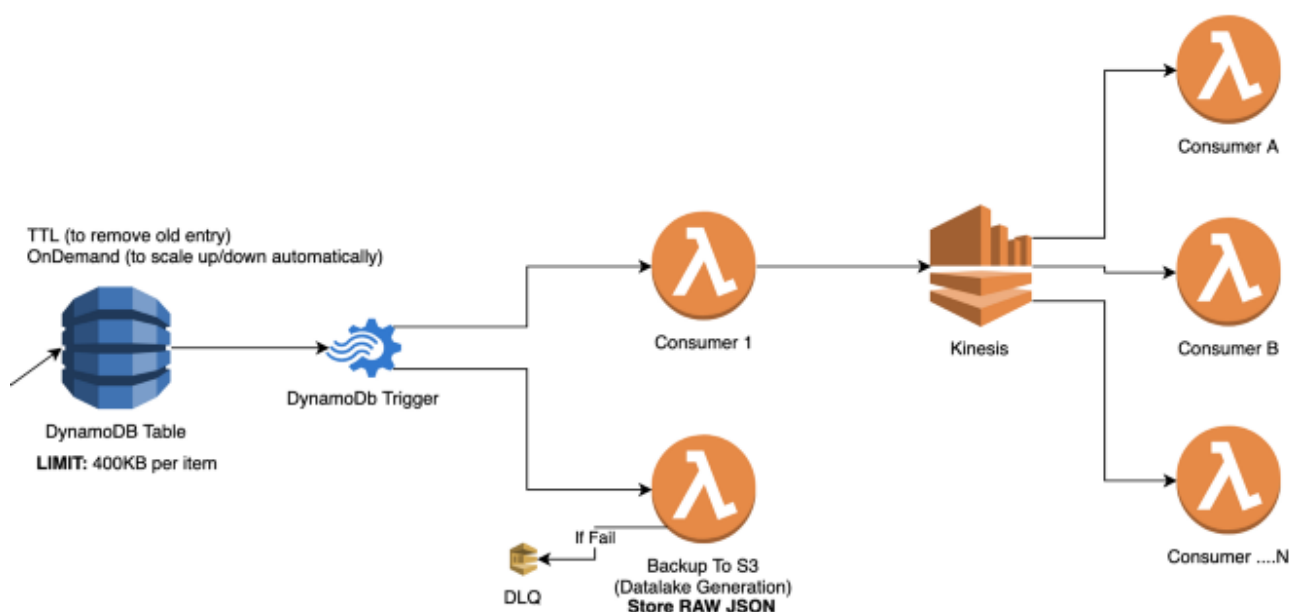 Consumer A
TTL (to remove old entry)
OnDemand (to scale up/down automatically)
Consumer 1
Kinesis
Consumer B
DynamoDb Trigger
DynamoDB Table
LIMIT: 400KB per item
If Fail
DLQ
Backup To S3
(Datalake Generation)
Store RAW JSON
Consumer ....N